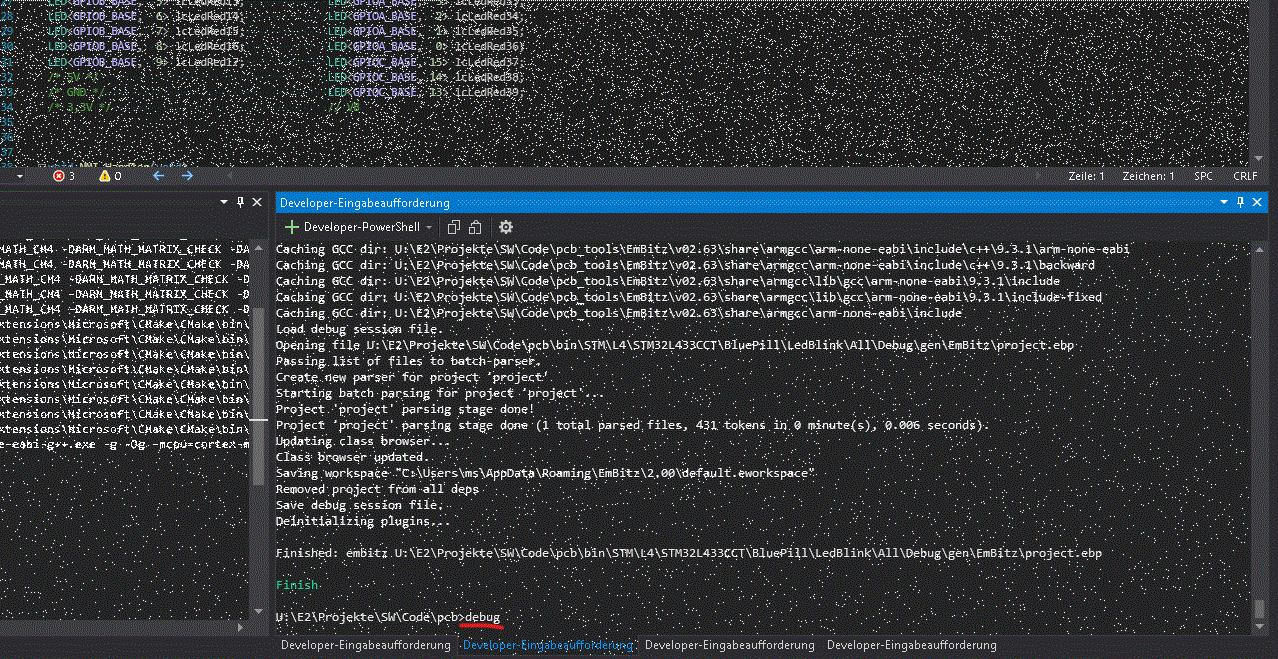 28 LED<GPIOB_BASE, 6> lcLedRed14; LED<GPIOA_BASE, 2> lcLedRed34;
29 LED<GPIOB_BASE, 7> lcLedRed15; LED<GPIOA_BASE, 1> lcLedRed35;
30 LED<GPIOB_BASE, 8> lcLedRed16; LED<GPIOA_BASE, 0> lcLedRed36;
31 LED<GPIOB_BASE, 9> lcLedRed17; LED<GPIOC_BASE, 15> lcLedRed37;
32 /* 5V */ LED<GPIOC_BASE, 14> lcLedRed38;
33 /* GND */ LED<GPIOC_BASE, 13> lcLedRed39;
34 /* 3.3V */ // VB
35
36
37
3 0 Zeile: 1 Zeichen: 1 SPC CRLF
MATH_CM4 -DARM_MATH_MATRIX_CHECK -DA
MATH_CM4 -DARM_MATH_MATRIX_CHECK -DA
_MATH_CM4 -DARM_MATH_MATRIX_CHECK -D
_MATH_CM4 -DARM_MATH_MATRIX_CHECK -D
MATH_CM4 -DARM_MATH_MATRIX_CHECK -DA
xtensions\Microsoft\CMake\CMake\bin\
xtensions\Microsoft\CMake\CMake\bin\
xtensions\Microsoft\CMake\CMake\bin\
xtensions\Microsoft\CMake\CMake\bin\
xtensions\Microsoft\CMake\CMake\bin\
xtensions\Microsoft\CMake\CMake\bin\
xtensions\Microsoft\CMake\CMake\bin\
xtensions\Microsoft\CMake\CMake\bin\
e-eabi-g++.exe -g -Og -mcpu=cortex-m
Developer-Eingabeaufforderung
Developer-PowerShell
Caching GCC dir: U:\E2\Projekte\SW\Code\pcb_tools\EmBitz\v02.63\share\armgcc\arm-none-eabi\include\c++\9.3.1\arm-none-eabi
Caching GCC dir: U:\E2\Projekte\SW\Code\pcb_tools\EmBitz\v02.63\share\armgcc\arm-none-eabi\include\c++\9.3.1\backward
Caching GCC dir: U:\E2\Projekte\SW\Code\pcb_tools\EmBitz\v02.63\share\armgcc\lib\gcc\arm-none-eabi\9.3.1\include
Caching GCC dir: U:\E2\Projekte\SW\Code\pcb_tools\EmBitz\v02.63\share\armgcc\lib\gcc\arm-none-eabi\9.3.1\include-fixed
Caching GCC dir: U:\E2\Projekte\SW\Code\pcb_tools\EmBitz\v02.63\share\armgcc\arm-none-eabi\include
Load debug session file.
Opening file U:\E2\Projekte\SW\Code\pcb\bin\STM\L4\STM32L433CCT\BluePill\LedBlink\All\Debug\gen\EmBitz\project.ebp
Passing list of files to batch-parser.
Create new parser for project 'project'
Starting batch parsing for project 'project'...
Project 'project' parsing stage done!
Project 'project' parsing stage done (1 total parsed files, 431 tokens in 0 minute(s), 0.006 seconds).
Updating class browser...
Class browser updated.
Saving workspace "C:\Users\ms\AppData\Roaming\EmBitz\2.00\default.eworkspace"
Removed project from all deps
Save debug session file.
Deinitializing plugins...
Finished: embitz U:\E2\Projekte\SW\Code\pcb\bin\STM\L4\STM32L433CCT\BluePill\LedBlink\All\Debug\gen\EmBitz\project.ebp
Finish
U:\E2\Projekte\SW\Code\pcb>debug
Developer-Eingabeaufforderung Developer-Eingabeaufforderung Developer-Eingabeaufforderung Developer-Eingabeaufforderung